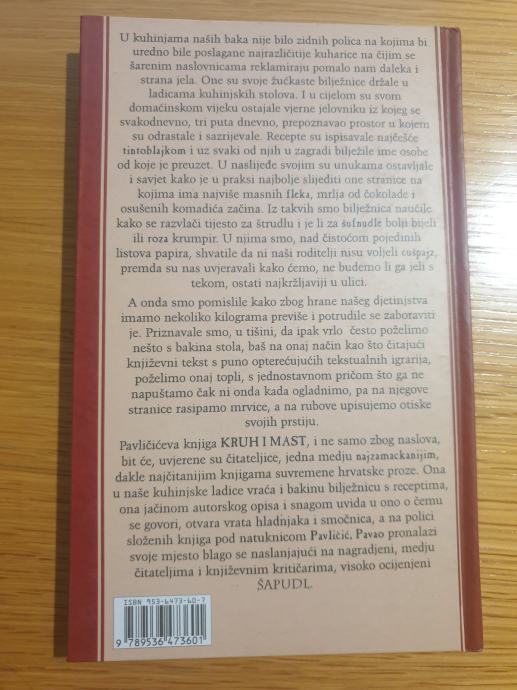 U kuhinjama naših baka nije bilo zidnih polica na kojima bi
uredno bile poslagane najrazličitije kuharice na čijim se
šarenim naslovnicama reklamiraju pomalo nam daleka i
strana jela. One su svoje žućkaste bilježnice držale u
ladicama kuhinjskih stolova. I u cijelom su svom
domaćinskom vijeku ostajale vjerne jelovniku iz kojeg se
svakodnevno, tri puta dnevno, prepoznavao prostor u kojem
su odrastale i sazrijevale. Recepte su ispisavale najčešće
tintoblajkom i uz svaki od njih u zagradi bilježile ime osobe
od koje je preuzet. U naslijeđe svojim su unukama ostavljale
i savjet kako je u praksi najbolje slijediti one stranice na
kojima ima najviše masnih fleka, mrlja od čokolade i
osušenih komadića začina. Iz takvih smo bilježnica naučile
kako se razvlači tijesto za štrudlu i je li za šufnudle bolji bijeli
ili roza krumpir. U njima smo, nad čistoćom pojedinih
listova papira, shvatile da ni naši roditelji nisu voljeli cušpajz,
premda su nas uvjeravali kako ćemo, ne budemo li ga jeli s
tekom, ostati najkržljaviji u ulici.
A onda smo pomislile kako zbog hrane našeg djetinjstva
imamo nekoliko kilograma previše i potrudile se zaboraviti
je. Priznavale smo, u tišini, da ipak vrlo često poželimo
nešto s bakina stola, baš na onaj način kao što čitajući
književni tekst s puno opterećujućih tekstualnih igrarija,
poželimo onaj topli, s jednostavnom pričom što ga ne
napuštamo čak ni onda kada ogladnimo, pa na njegove
stranice rasipamo mrvice, a na rubove upisujemo otiske
svojih prstiju.
Pavličićeva knjiga KRUH I MAST, i ne samo zbog naslova,
bit će, uvjerene su čitateljice, jedna medju najzamackanijim,
dakle najčitanijim knjigama suvremene hrvatske proze. Ona
u naše kuhinjske ladice vraća i bakinu bilježnicu s receptima,
ona jačinom autorskog opisa i snagom uvida u ono o čemu
se govori, otvara vrata hladnjaka i smočnica, a na polici
složenih knjiga pod natuknicom Pavličić, Pavao pronalazi
svoje mjesto blago se naslanjajući na nagradjeni, medju
čitateljima i književnim kritičarima, visoko ocijenjeni
ŠAPUDL.
ISBN 953-6473-60-7
9 789536 473601